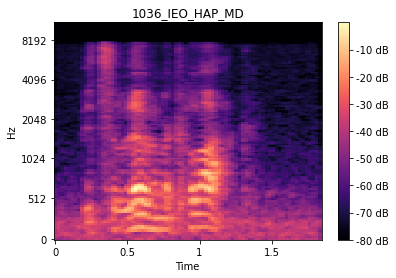 1036_IEO_HAP_MD
8192
4096
2048
1024
512
0
Hz
0
0.5
1
1.5
Time
-10 dB
-20 dB
-30 dB
-40 dB
-50 dB
-60 dB
-70 dB
-80 dB